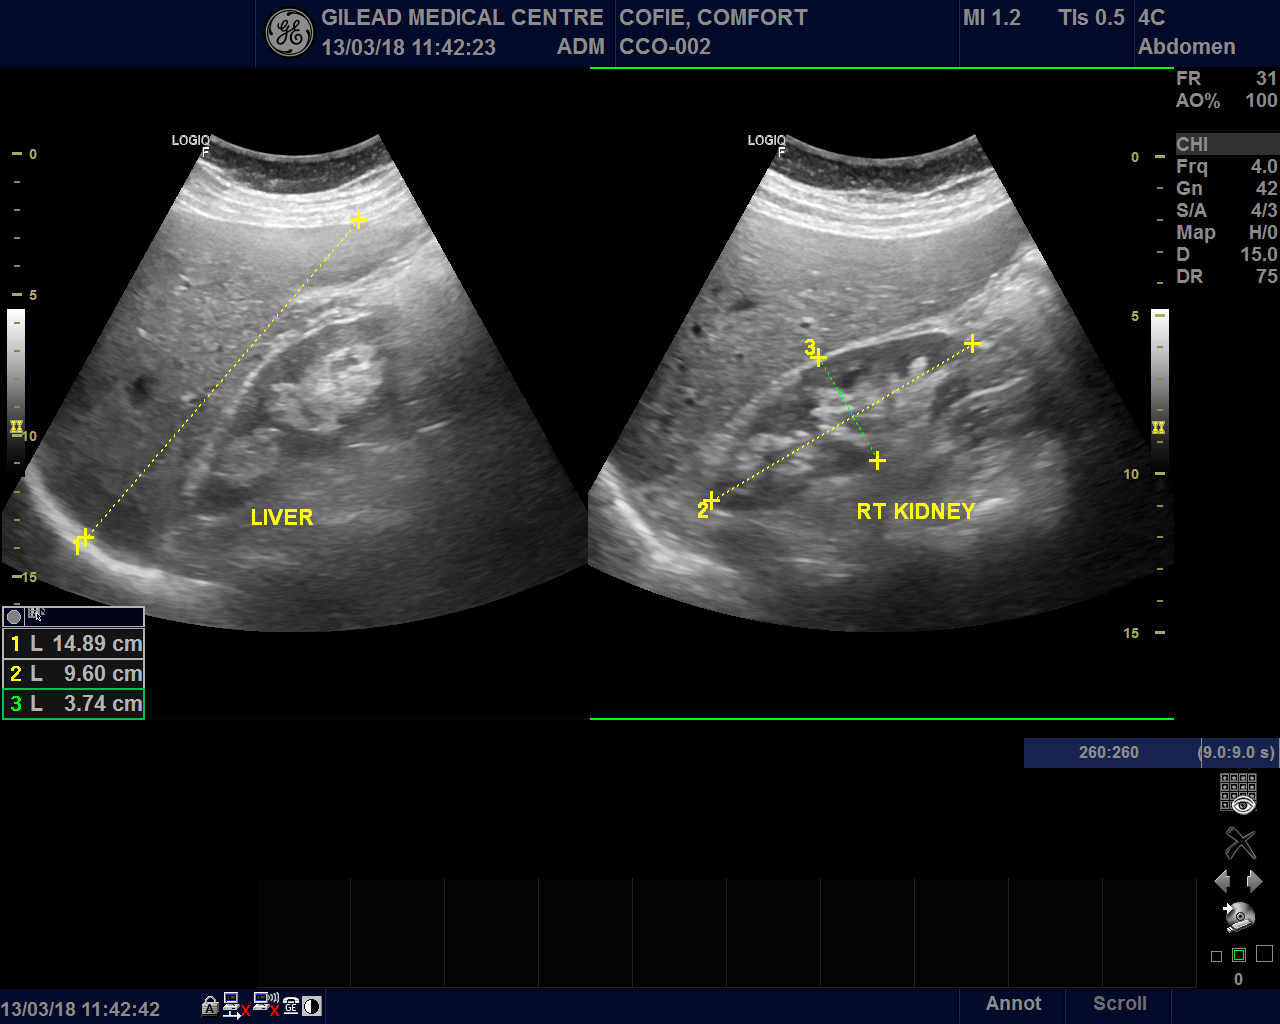 GILEAD MEDICAL CENTRE
13/03/18 11:42:23 ADM
COFIE, COMFORT
CCO-002
MI 1.2 TIs 0.5
4C
Abdomen
FR 31
AO% 100
CHI
Frq 4.0
Gn 42
S/A 4/3
Map H/0
D 15.0
DR 75
LOGIQ
F
0
5
10
15
1
LIVER
LOGIQ
F
0
5
10
15
3
2
RT KIDNEY
1 L 14.89 cm
2 L 9.60 cm
3 L 3.74 cm
260:260 (9.0:9.0 s)
0
13/03/18 11:42:42
A
GE
Annot
Scroll